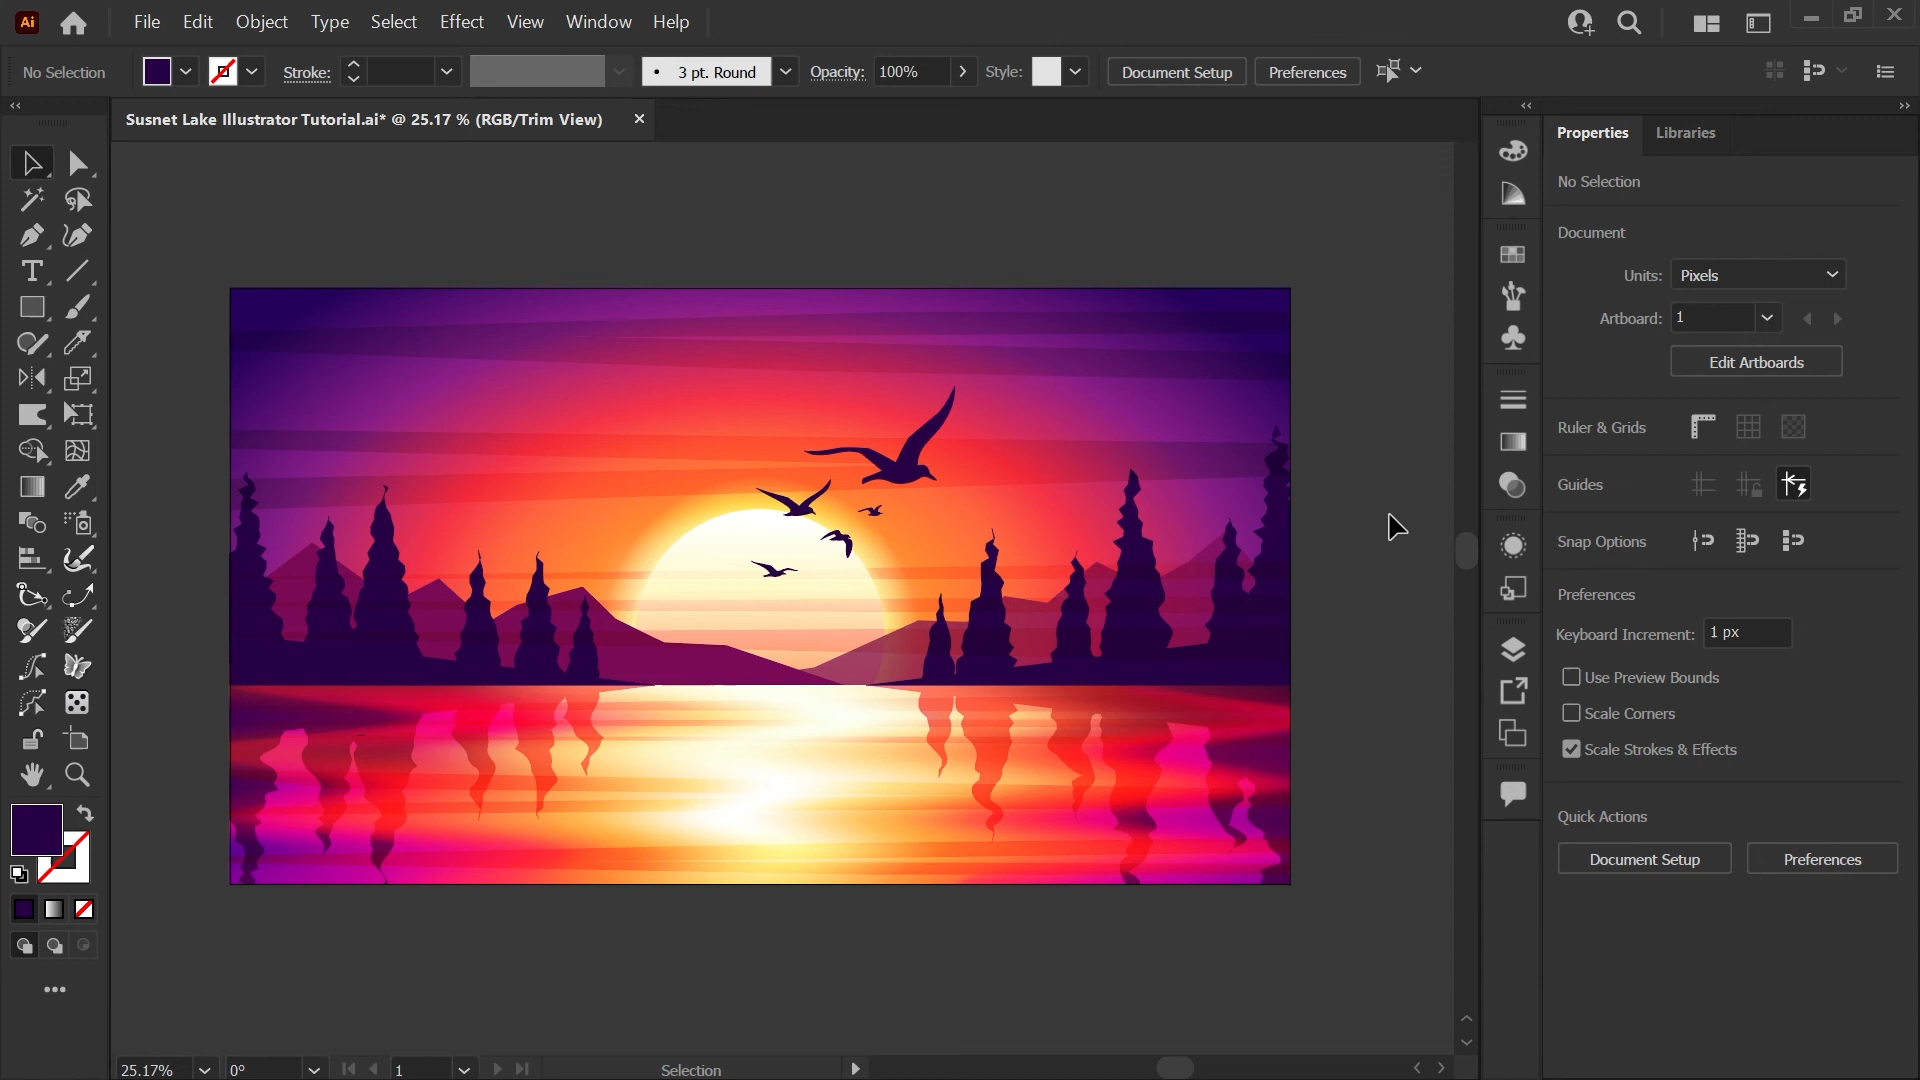 Ai File Edit Object Type Select Effect View Window Help
No Selection Stroke: 3 pt. Round Opacity: 100% Style: Document Setup Preferences
Susnet Lake Illustrator Tutorial.ai* @ 25.17 % (RGB/Trim View)
Properties Libraries
No Selection
Document
Units: Pixels
Artboard: 1
Edit Artboards
Ruler & Grids
Guides
Snap Options
Preferences
Keyboard Increment: 1 px
Use Preview Bounds
Scale Corners
Scale Strokes & Effects
Quick Actions
Document Setup Preferences
25.17% 0° 1 Selection